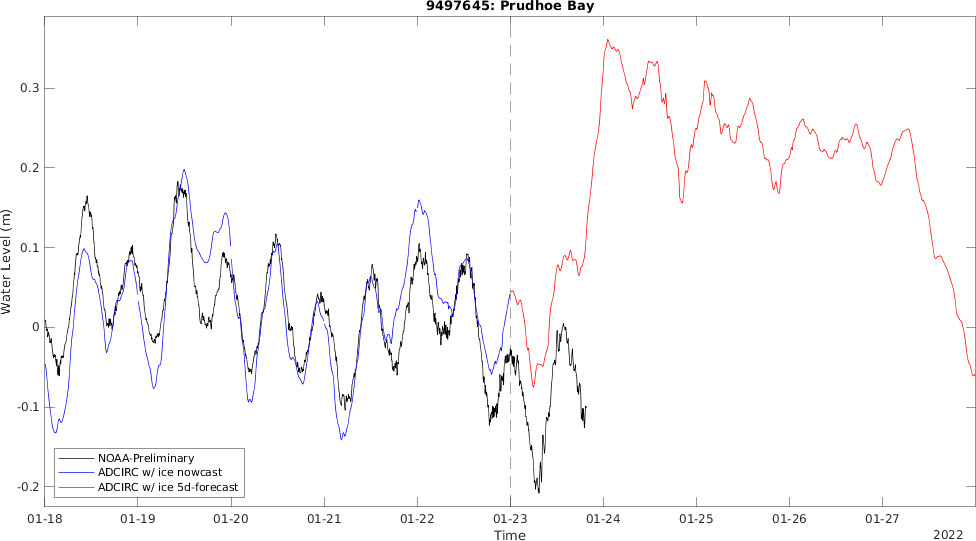 9497645: Prudhoe Bay
Water Level (m)
0.3
0.2
0.1
0
-0.1
-0.2
NOAA-Preliminary
ADCIRC w/ ice nowcast
ADCIRC w/ ice 5d-forecast
01-18 01-19 01-20 01-21 01-22 01-23 01-24 01-25 01-26 01-27
Time
2022